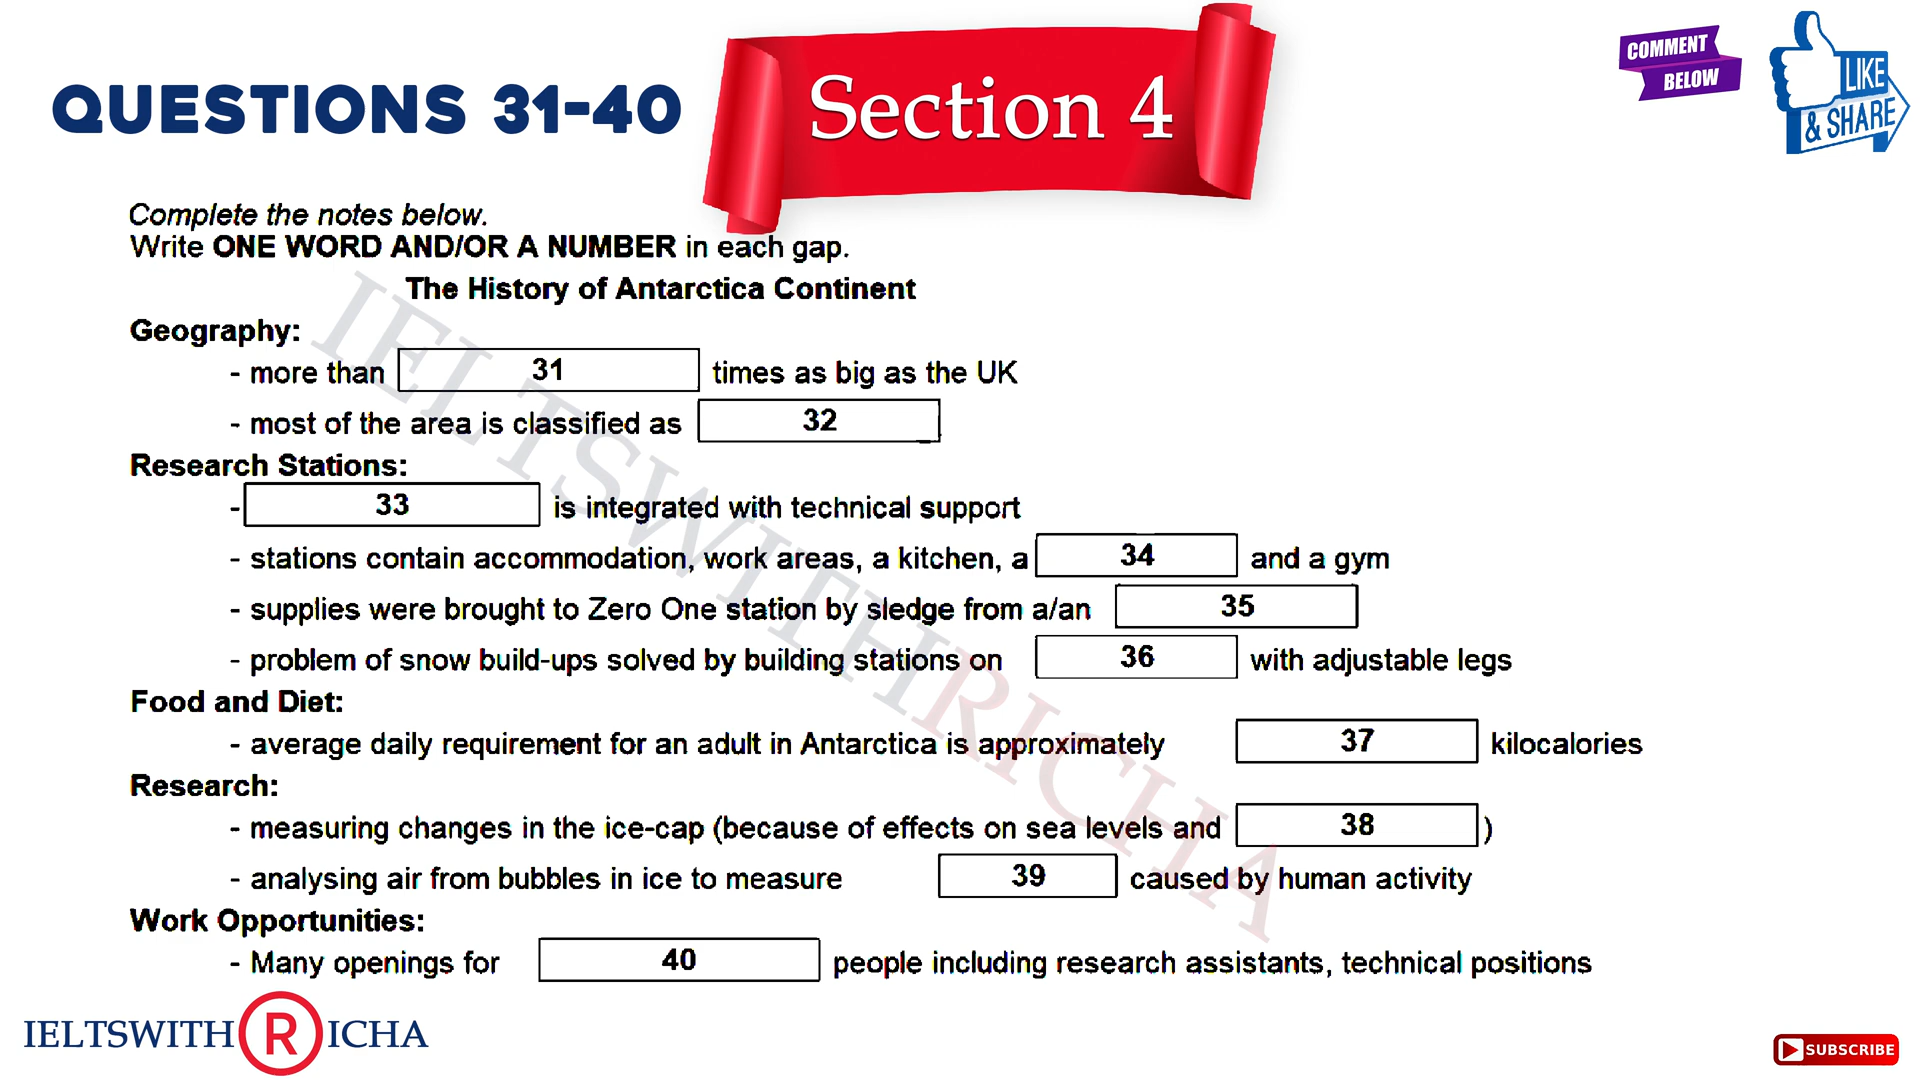 QUESTIONS 31-40
Section 4
COMMENT
BELOW
LIKE
& SHARE
Complete the notes below.
Write ONE WORD AND/OR A NUMBER in each gap.
The History of Antarctica Continent
Geography:
- more than 31 times as big as the UK
- most of the area is classified as 32
Research Stations:
- 33 is integrated with technical support
- stations contain accommodation, work areas, a kitchen, a 34 and a gym
- supplies were brought to Zero One station by sledge from a/an 35
- problem of snow build-ups solved by building stations on 36 with adjustable legs
Food and Diet:
- average daily requirement for an adult in Antarctica is approximately 37 kilocalories
Research:
- measuring changes in the ice-cap (because of effects on sea levels and 38 )
- analysing air from bubbles in ice to measure 39 caused by human activity
Work Opportunities:
- Many openings for 40 people including research assistants, technical positions
IELTSWITHRICHA
IELTSWITH R ICHA
SUBSCRIBE